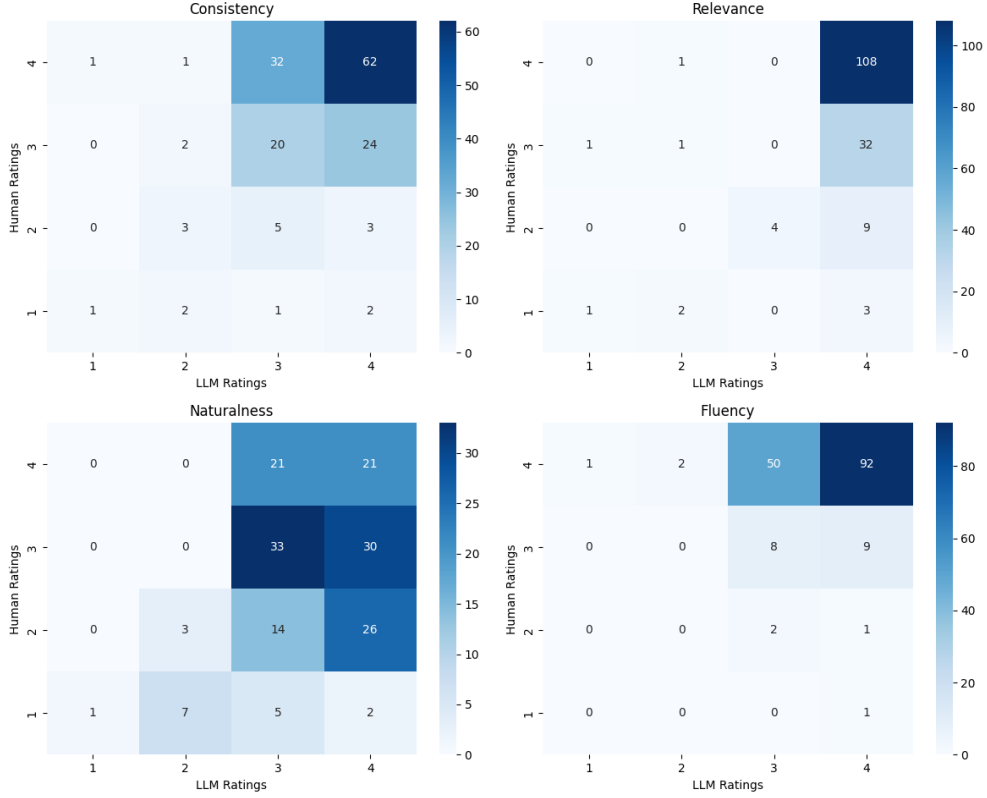 Consistency
Human Ratings
4
3
2
1
1 1 32 62
0 2 20 24
0 3 5 3
1 2 1 2
1 2 3 4
LLM Ratings
60
50
40
30
20
10
0
Relevance
Human Ratings
4
3
2
1
0 1 0 108
1 1 0 32
0 0 4 9
1 2 0 3
1 2 3 4
LLM Ratings
100
80
60
40
20
0
Naturalness
Human Ratings
4
3
2
1
0 0 21 21
0 0 33 30
0 3 14 26
1 7 5 2
1 2 3 4
LLM Ratings
30
25
20
15
10
5
0
Fluency
Human Ratings
4
3
2
1
1 2 50 92
0 0 8 9
0 0 2 1
0 0 0 1
1 2 3 4
LLM Ratings
80
60
40
20
0